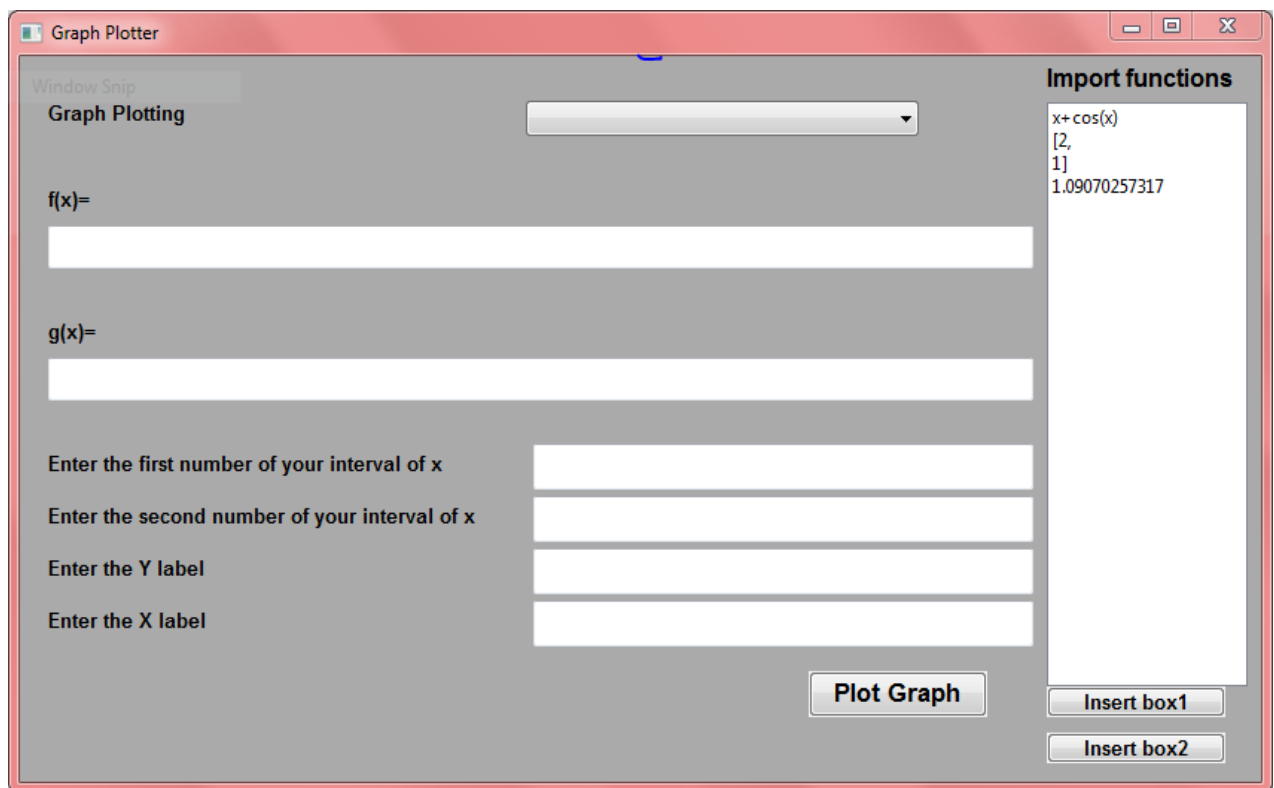 Graph Plotter
Window Snip
Graph Plotting
f(x)=
g(x)=
Enter the first number of your interval of x
Enter the second number of your interval of x
Enter the Y label
Enter the X label
Plot Graph
Import functions
x+cos(x)
[2,
1]
1.09070257317
Insert box1
Insert box2